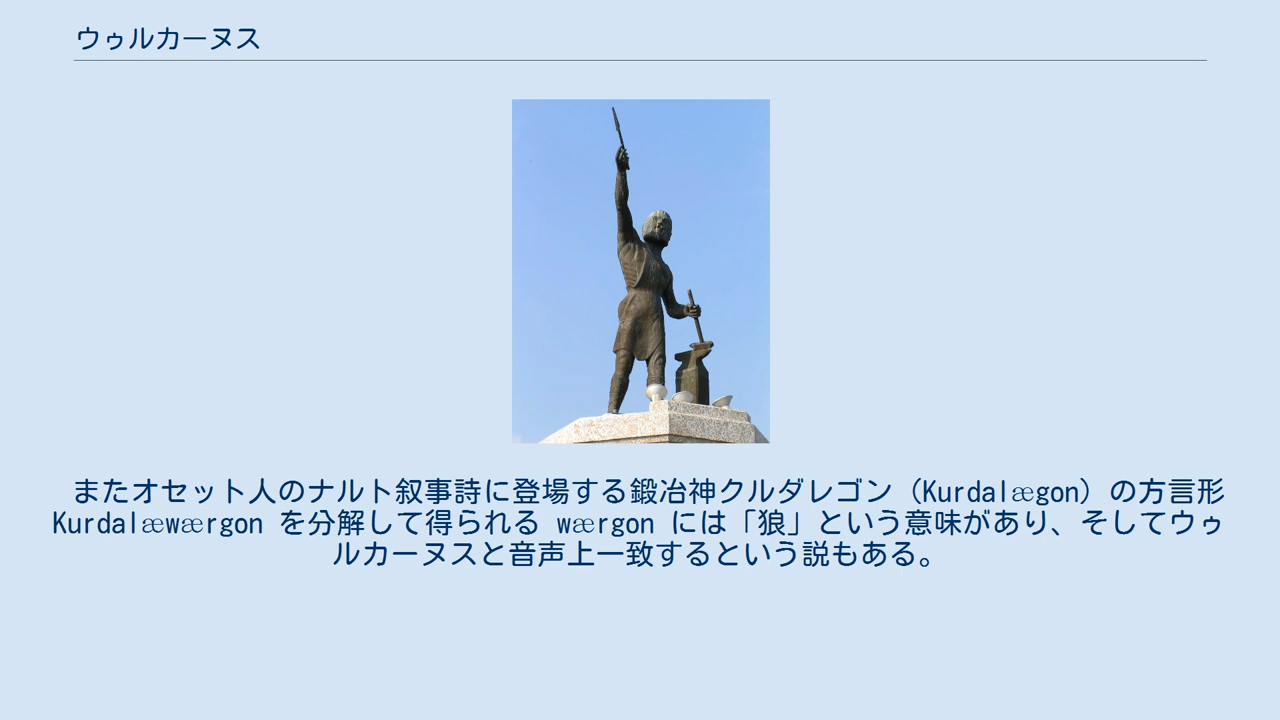 ウゥルカーヌス
またオセット人のナルト叙事詩に登場する鍛冶神クルダレゴン（Kurdalægon）の方言形
Kurdalæwærgon を分解して得られる wærgon には「狼」という意味があり、そしてウゥ
ルカーヌスと音声上一致するという説もある。